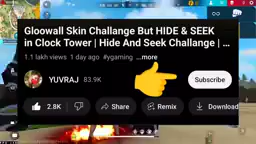 Gloowall Skin Challange But HIDE & SEEK
in Clock Tower | Hide And Seek Challange | ...
1.1 lakh views 1 day ago #ygaming ...more
YUVRAJ 83.9K
Subscribe
2.8K
Share
Remix
Download